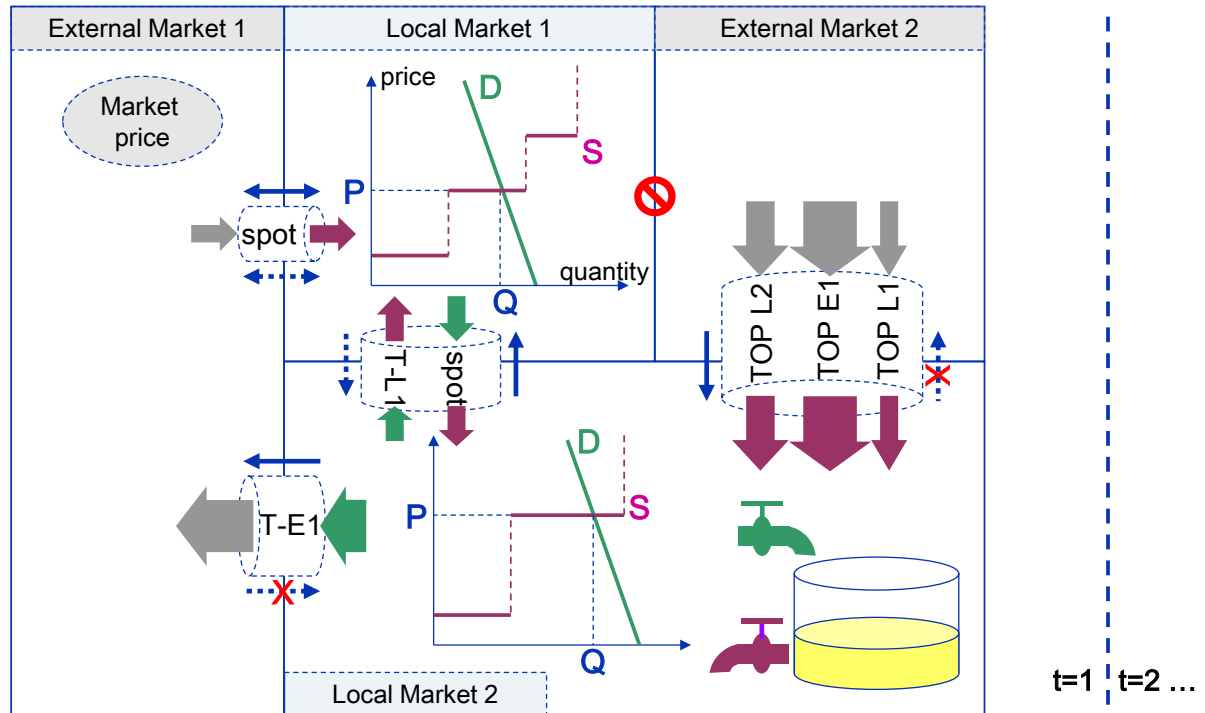 External Market 1
Local Market 1
External Market 2
Market
price
price
D
S
P
spot
quantity
Q
TOP L2
TOP E1
TOP L1
T-L1
spot
X
D
S
P
T-E1
X
Q
Local Market 2
t=1
t=2 ...